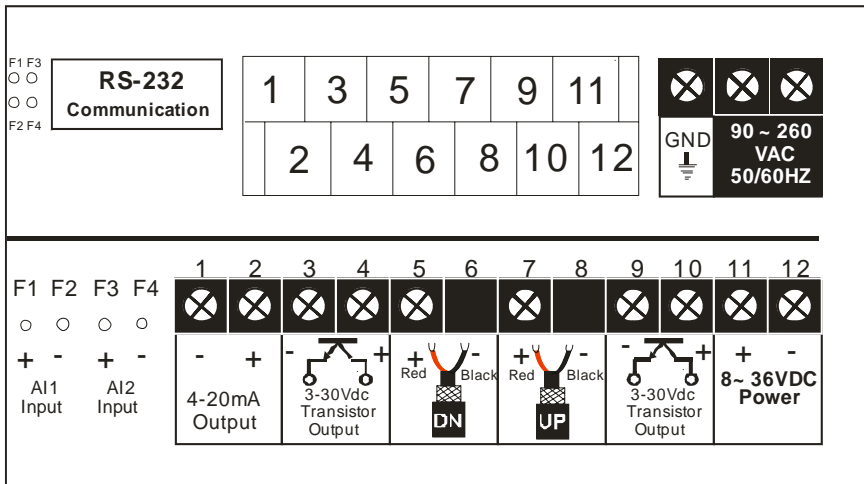 F1 F3
F2 F4
RS-232
Communication
1 3 5 7 9 11
2 4 6 8 10 12
GND
90 ~ 260
VAC
50/60HZ
F1 F2 F3 F4
+ - + -
AI1
Input
AI2
Input
1 2 3 4 5 6 7 8 9 10 11 12
- +
4-20mA
Output
- +
3-30Vdc
Transistor
Output
+ -
Red Black
DN
+ -
Red Black
UP
- +
3-30Vdc
Transistor
Output
+ -
8~ 36VDC
Power